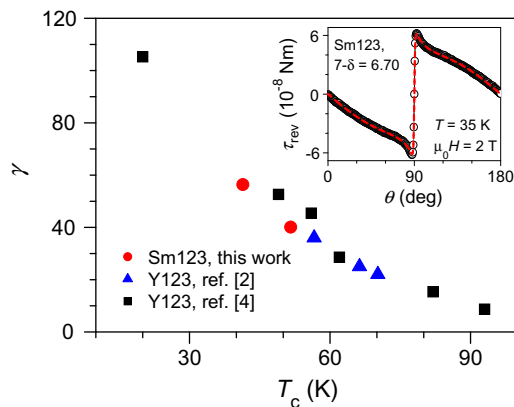 120
80
40
0
γ
30
60
90
T_c (K)
Sm123, this work
Y123, ref. [2]
Y123, ref. [4]
6
0
-6
τ_rev (10⁻⁸ Nm)
Sm123,
7-δ = 6.70
T = 35 K
μ₀H = 2 T
0
90
180
θ (deg)